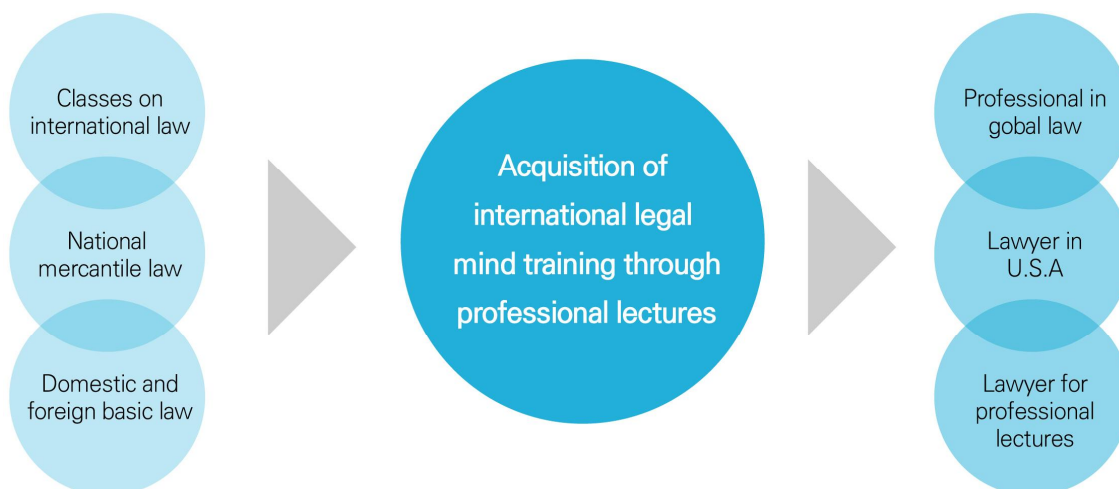 Classes on
international law
National
mercantile law
Domestic and
foreign basic law
Acquisition of
international legal
mind training through
professional lectures
Professional in
gobal law
Lawyer in
U.S.A
Lawyer for
professional
lectures